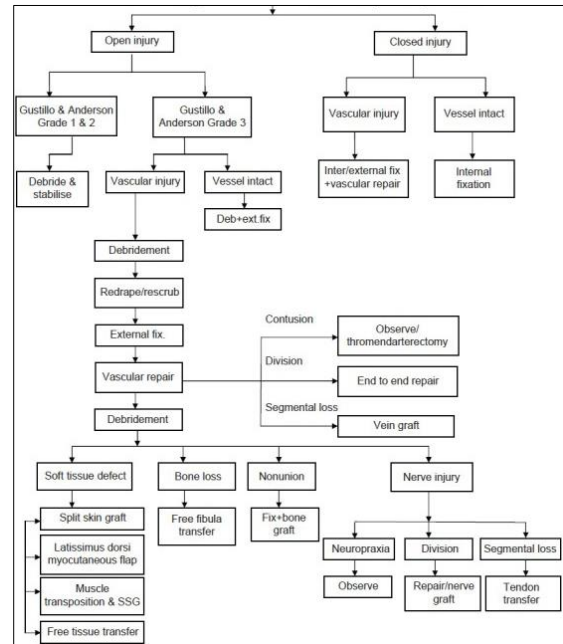 Open injury
Closed injury
Gustillo & Anderson
Grade 1 & 2
Gustillo &
Anderson Grade 3
Vascular injury
Vessel intact
Debride &
stabilise
Vascular injury
Vessel intact
Inter/external fix
+vascular repair
Internal
fixation
Deb+ext.fix
Debridement
Redrape/rescrub
External fix.
Vascular repair
Contusion
Observe/
thromendarterectomy
Division
End to end repair
Segmental loss
Vein graft
Debridement
Soft tissue defect
Bone loss
Nonunion
Nerve injury
Split skin graft
Free fibula
transfer
Fix+bone
graft
Latissimus dorsi
myocutaneous flap
Neuropraxia
Division
Segmental loss
Muscle
transposition & SSG
Observe
Repair/nerve
graft
Tendon
transfer
Free tissue transfer